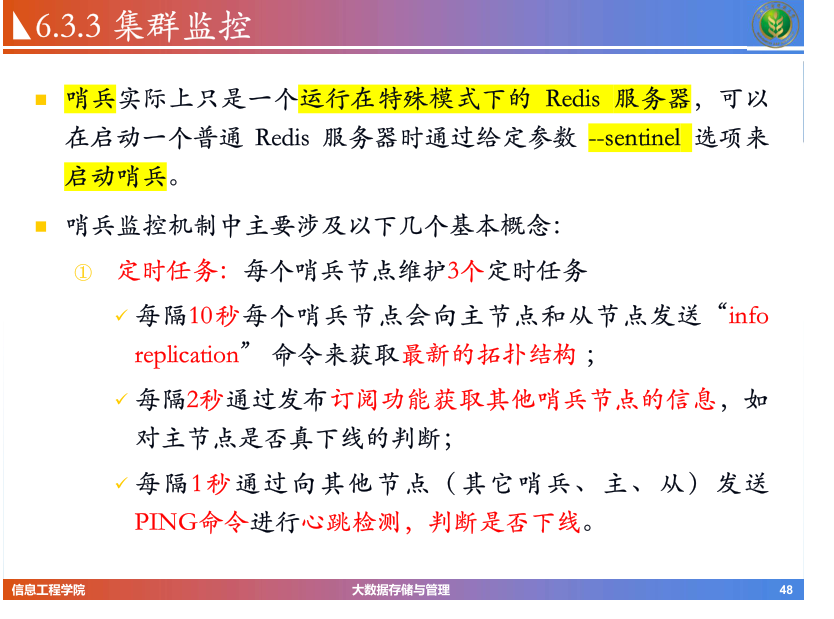 6.3.3 集群监控
哨兵实际上只是一个运行在特殊模式下的 Redis 服务器，可以
在启动一个普通 Redis 服务器时通过给定参数 --sentinel 选项来
启动哨兵。
哨兵监控机制中主要涉及以下几个基本概念：
① 定时任务：每个哨兵节点维护3个定时任务
✓ 每隔10秒每个哨兵节点会向主节点和从节点发送“info
replication” 命令来获取最新的拓扑结构 ；
✓ 每隔2秒通过发布订阅功能获取其他哨兵节点的信息，如
对主节点是否真下线的判断；
✓ 每隔1秒通过向其他节点（其它哨兵、主、从）发送
PING命令进行心跳检测，判断是否下线。
信息工程学院 大数据存储与管理 48